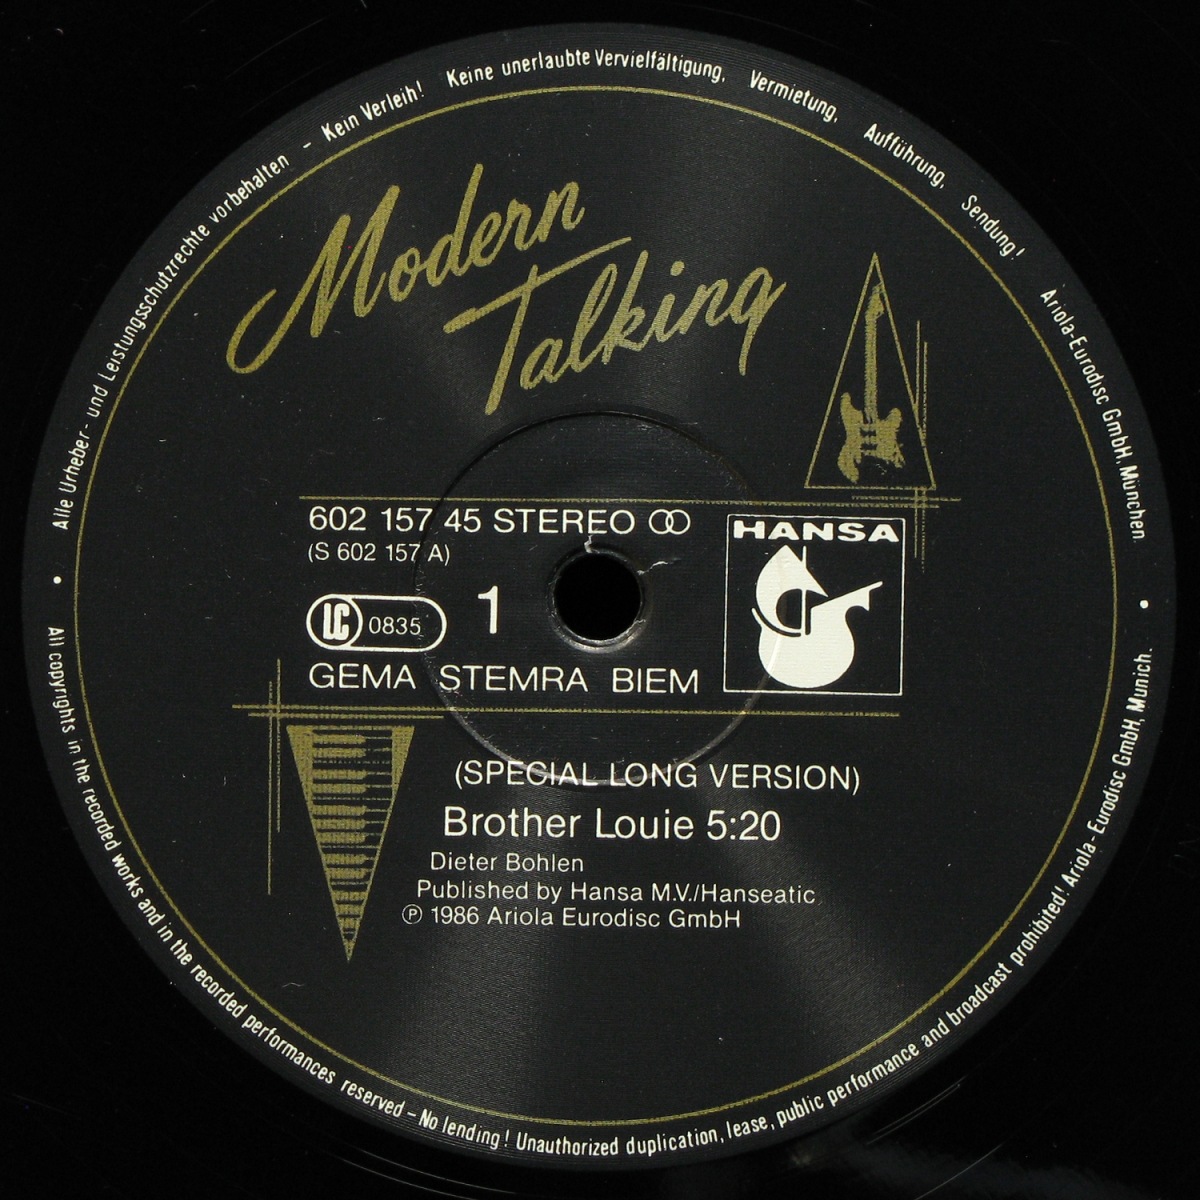 Alle Urheber- und Leistungsschutzrechte vorbehalten – Kein Verleih! Keine unerlaubte Vervielfältigung, Vermietung, Aufführung, Sendung! Ariola-Eurodisc GmbH, München.
Modern
Talking
602 157 45 STEREO
(S 602 157 A)
HANSA
LC 0835
1
GEMA STEMRA BIEM
(SPECIAL LONG VERSION)
Brother Louie 5:20
Dieter Bohlen
Published by Hansa M.V./Hanseatic
℗ 1986 Ariola Eurodisc GmbH
All copyrights in the recorded works and in the recorded performances reserved – No lending! Unauthorized duplication, lease, public performance and broadcast prohibited! Ariola-Eurodisc GmbH, Munich.